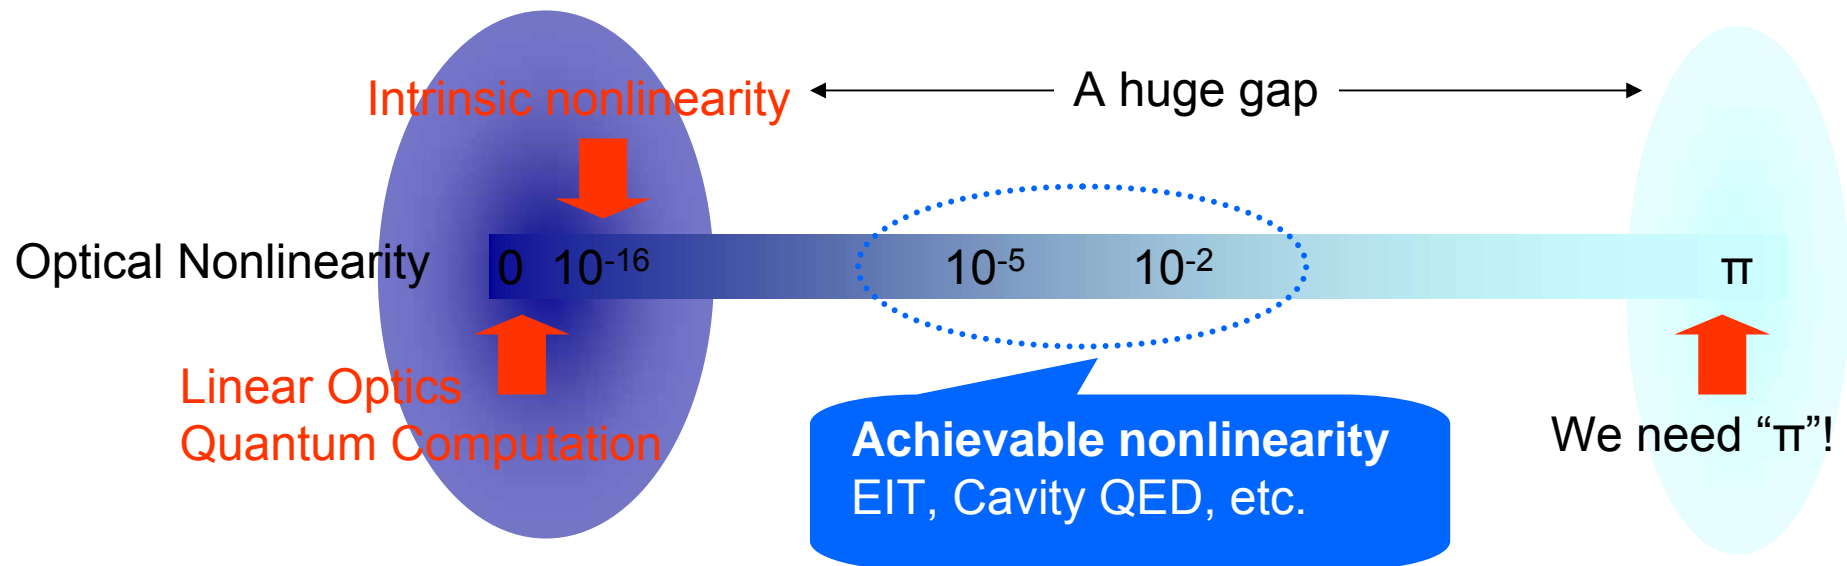 Intrinsic nonlinearity
A huge gap
Optical Nonlinearity
0 10⁻¹⁶ 10⁻⁵ 10⁻² π
Linear Optics
Quantum Computation
Achievable nonlinearity
EIT, Cavity QED, etc.
We need “π”!